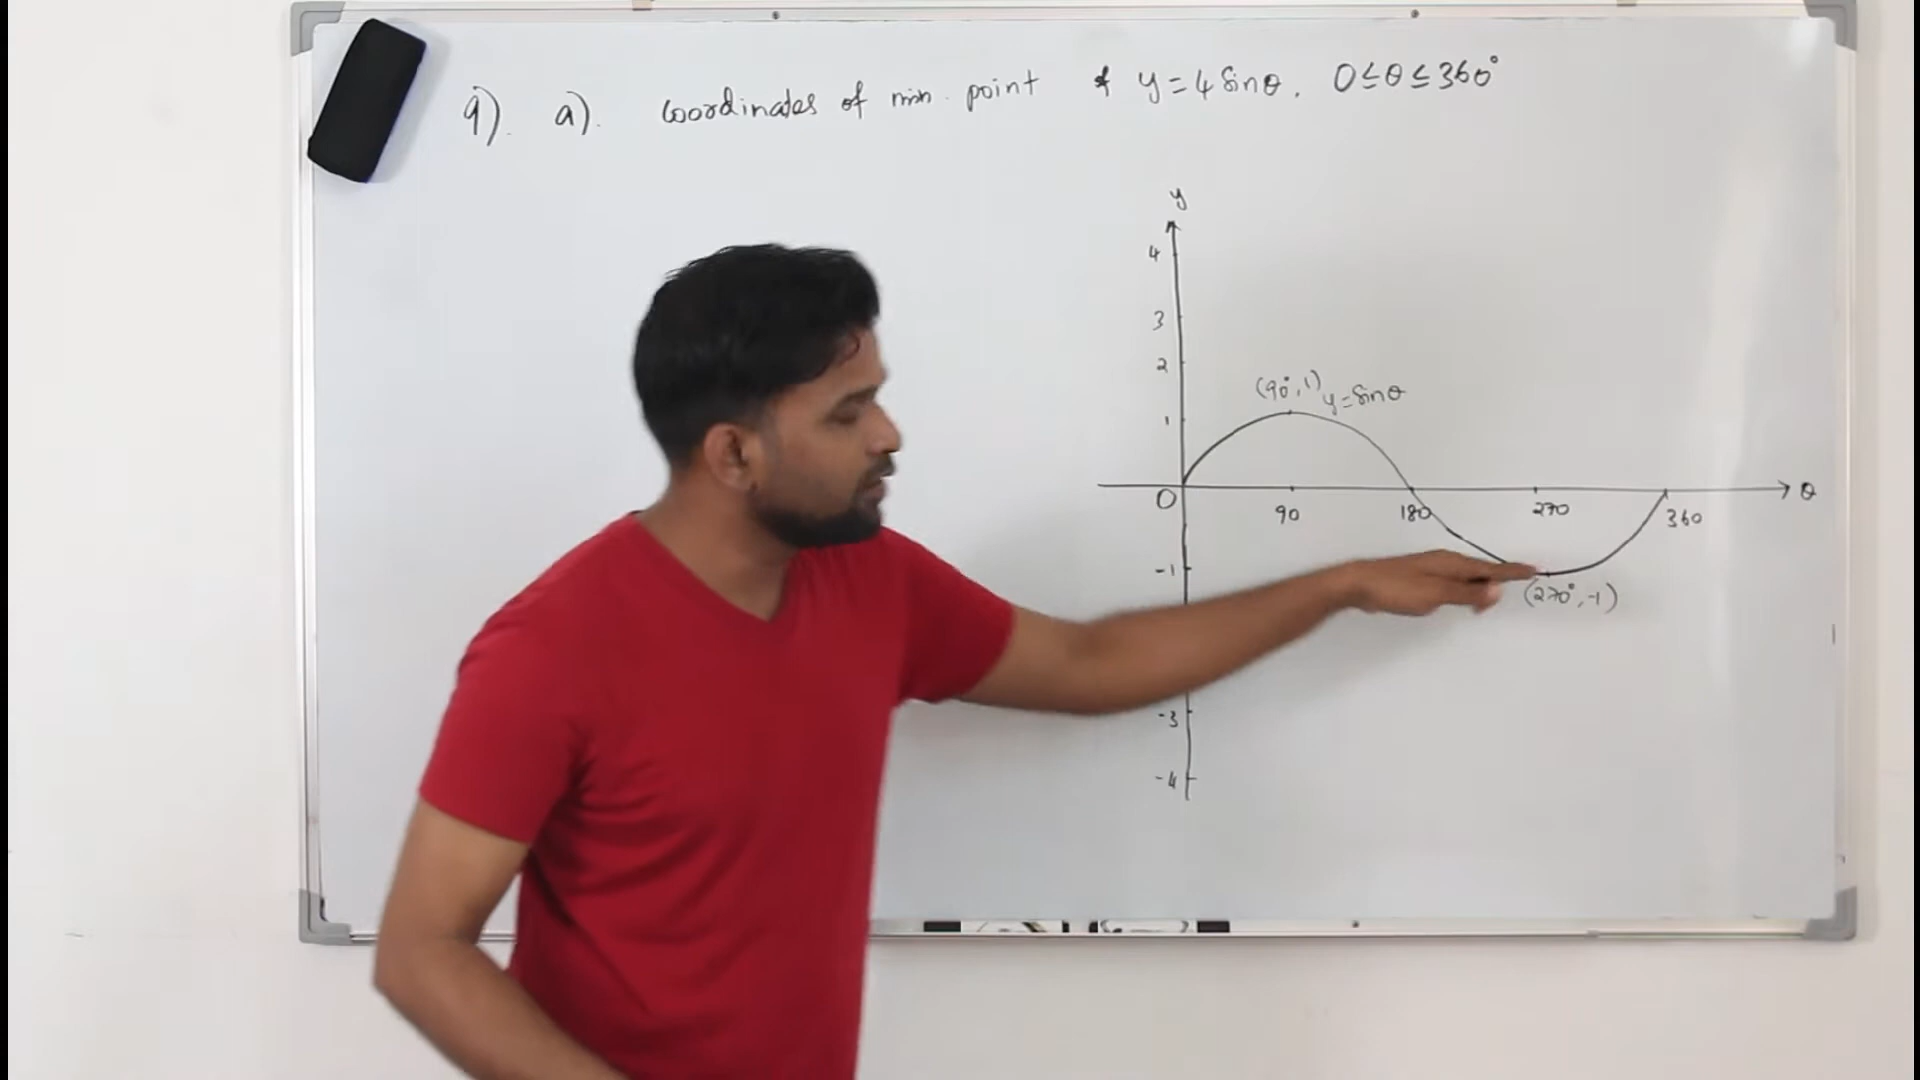 9). a). Coordinates of min. point of y = 4 Sinθ. 0 ≤ θ ≤ 360°
y
4
3
2
(90°, 1) y = Sinθ
1
O 90 180 270 360 θ
-1
(270°, -1)
-3
-4